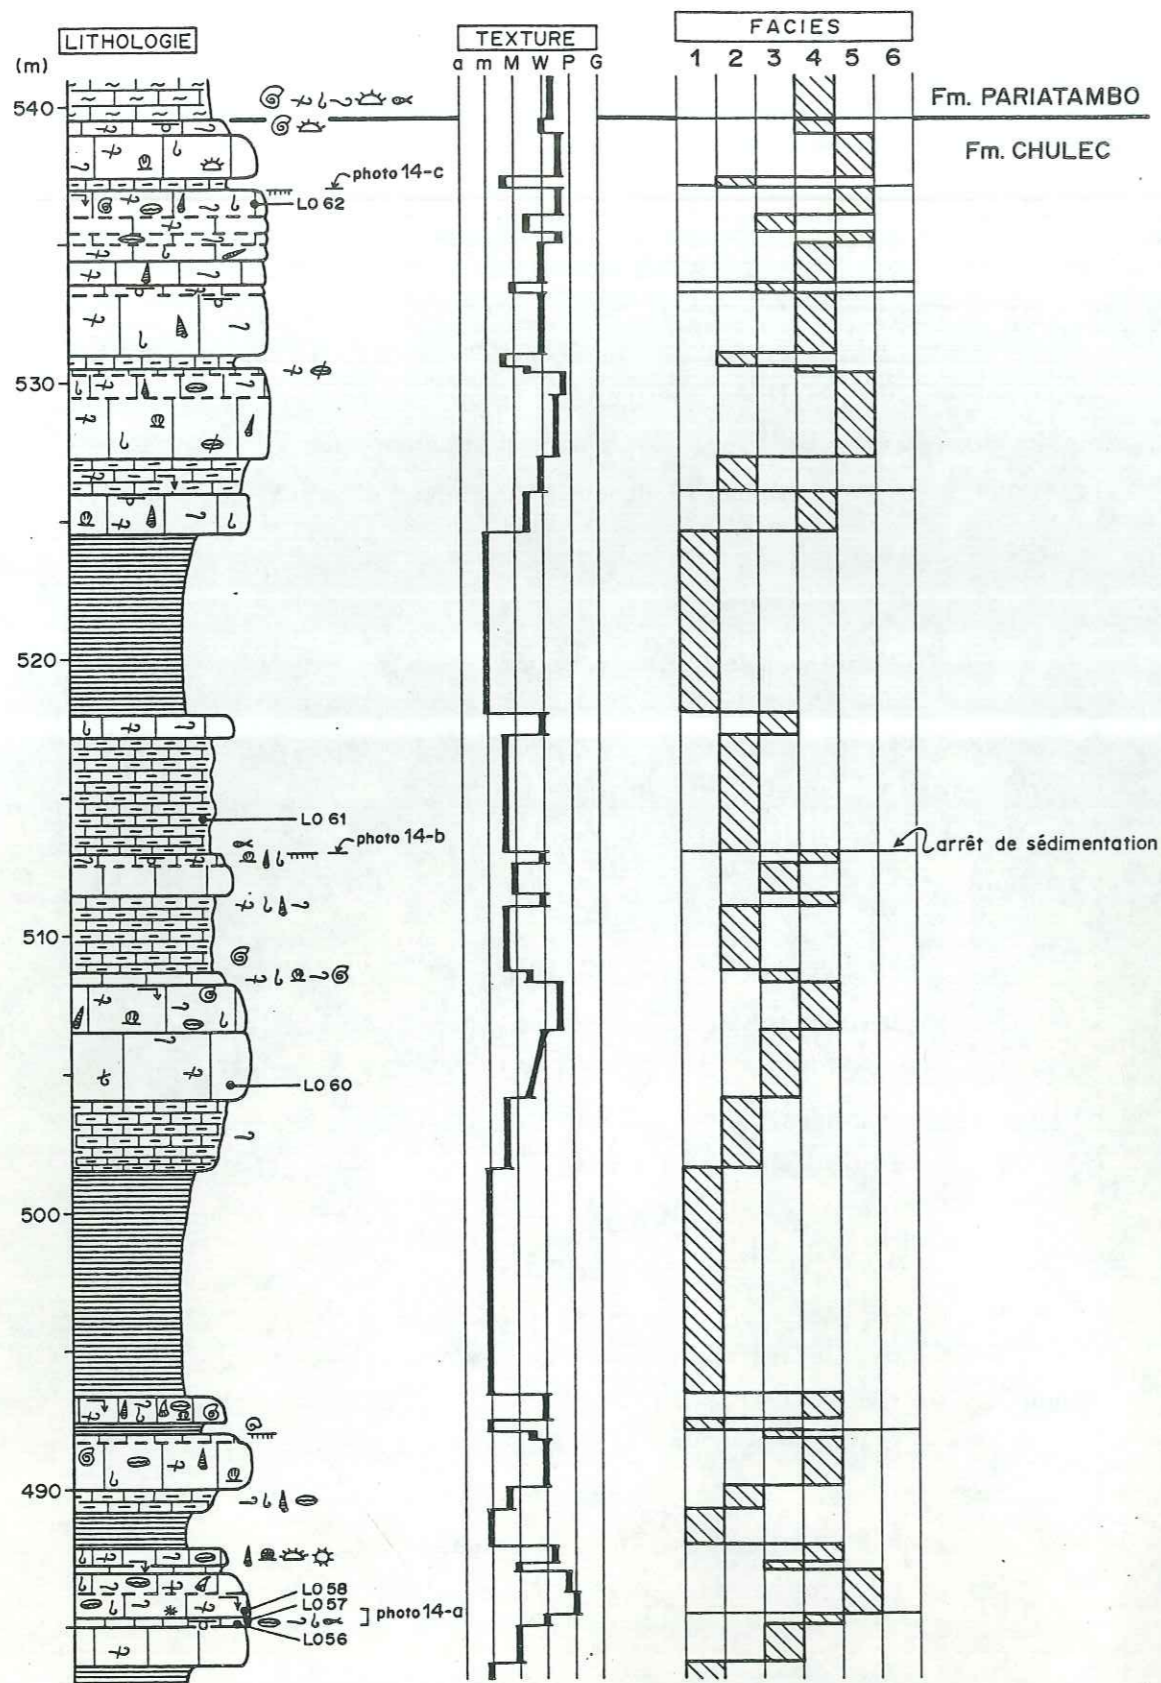 LITHOLOGIE
TEXTURE
FACIES
(m)
a m M W P G
1 2 3 4 5 6
540
Fm. PARIATAMBO
Fm. CHULEC
photo 14-c
LO 62
530
520
LO 61
photo 14-b
arrêt de sédimentation
510
LO 60
500
490
LO 58
LO 57
photo 14-a
LO 56